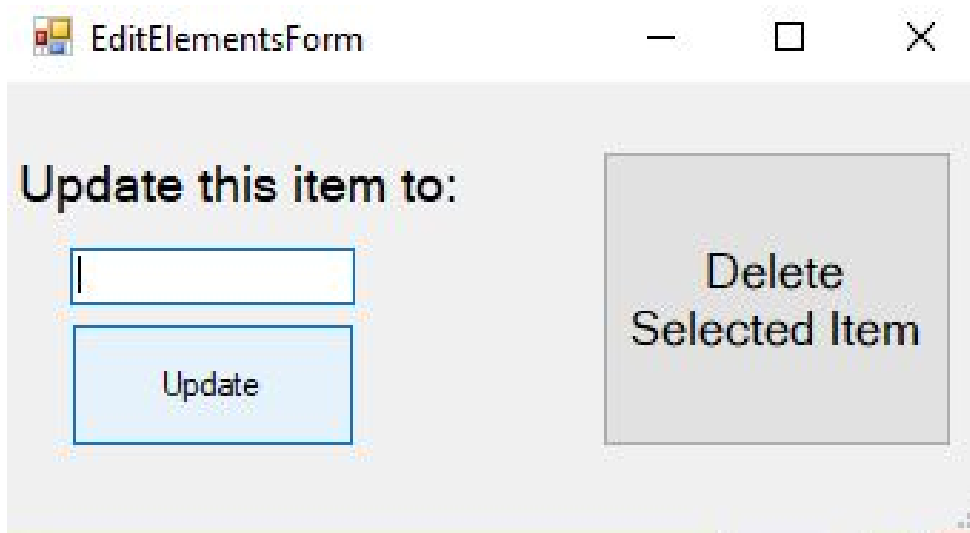 EditElementsForm
Update this item to:
Update
Delete
Selected Item